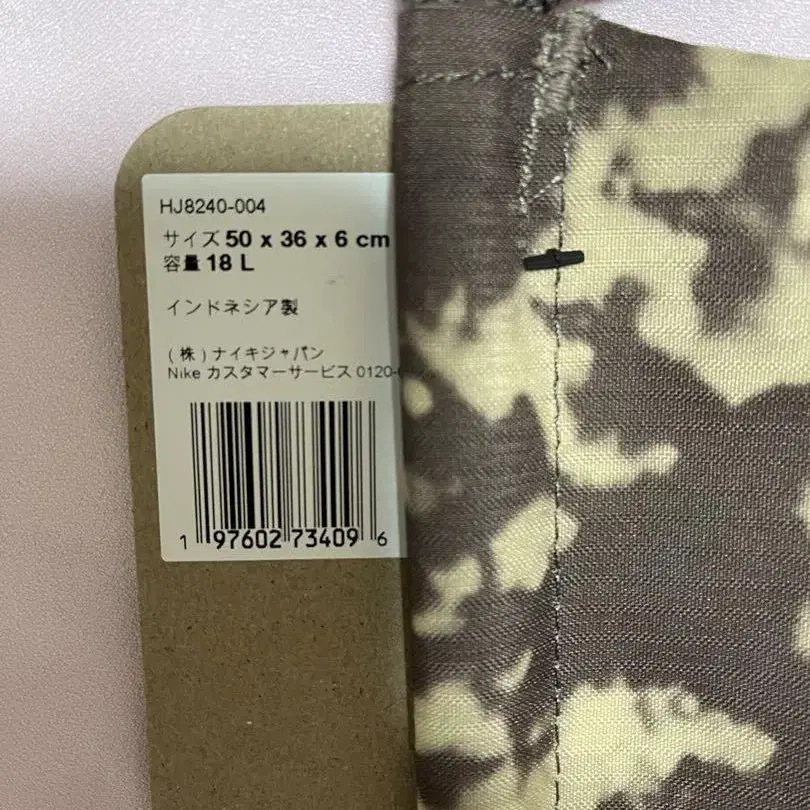 HJ8240-004
サイズ 50 x 36 x 6 cm
容量 18 L
インドネシア製
(株)ナイキジャパン
Nike カスタマーサービス 0120-
1 97602 73409 6